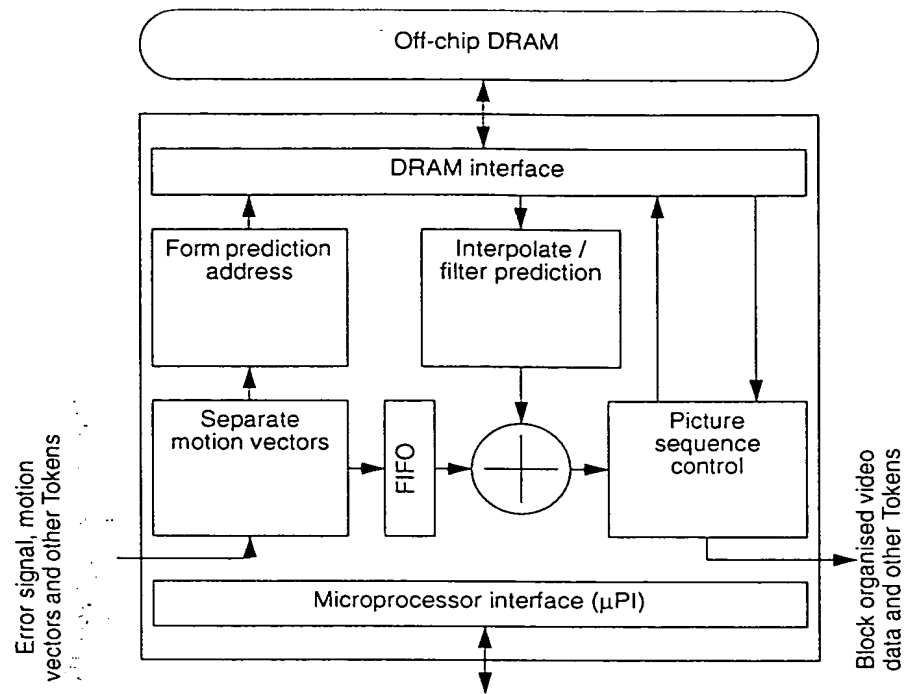 Off-chip DRAM
DRAM interface
Form prediction
address
Interpolate /
filter prediction
Separate
motion vectors
FIFO
Picture
sequence
control
Error signal, motion
vectors and other Tokens
Block organised video
data and other Tokens
Microprocessor interface (µPI)